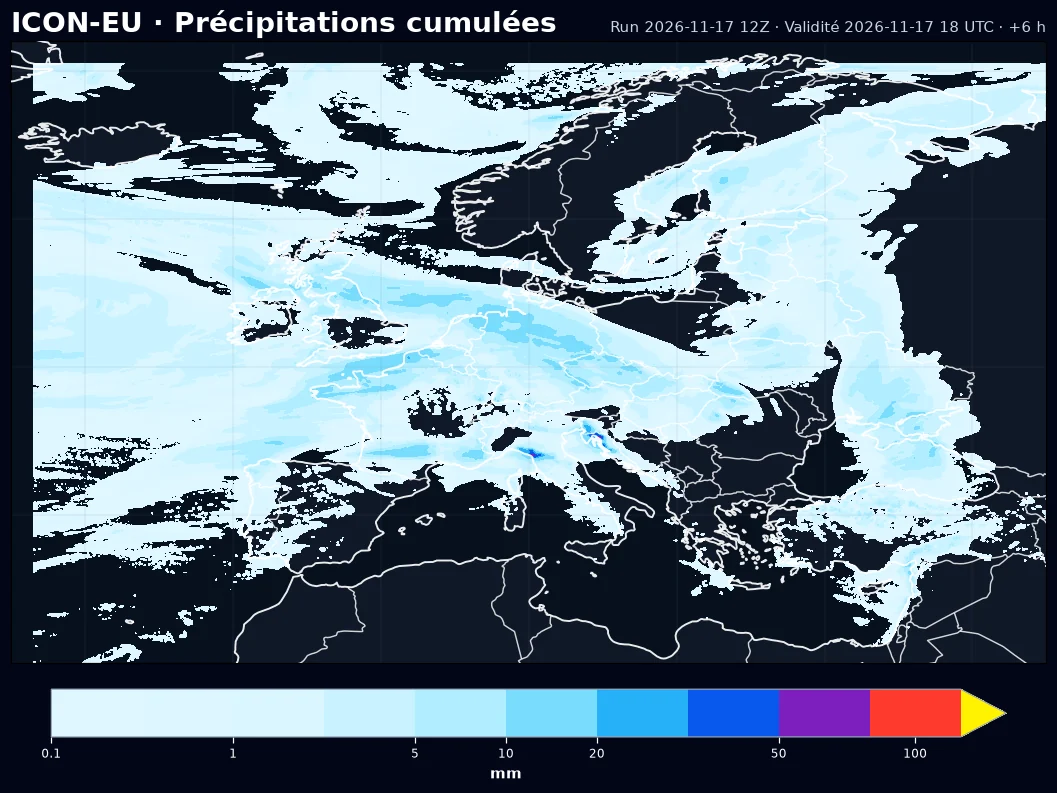 ICON-EU · Précipitations cumulées
Run 2026-11-17 12Z · Validité 2026-11-17 18 UTC · +6 h
0.1 1 5 10 20 50 100
mm